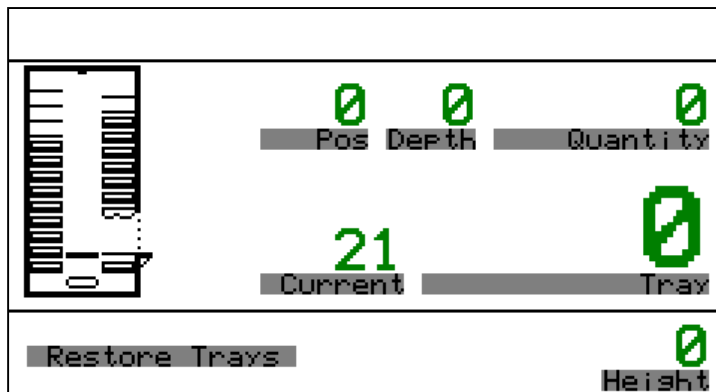 0 0 0
Pos Depth Quantity
21 0
Current Tray
0
Restore Trays
Height